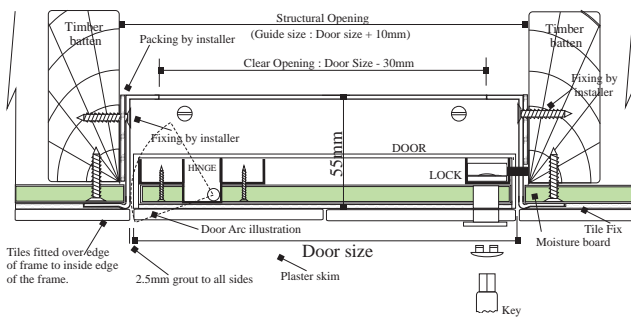 Structural Opening
(Guide size : Door size + 10mm)
Timber
batten
Timber
batten
Packing by installer
Clear Opening : Door Size - 30mm
Fixing by
installer
Fixing by installer
55mm
DOOR
HINGE
LOCK
Door Arc illustration
Tile Fix
Moisture board
Door size
Tiles fitted over edge
of frame to inside edge
of the frame.
2.5mm grout to all sides
Plaster skim
Key